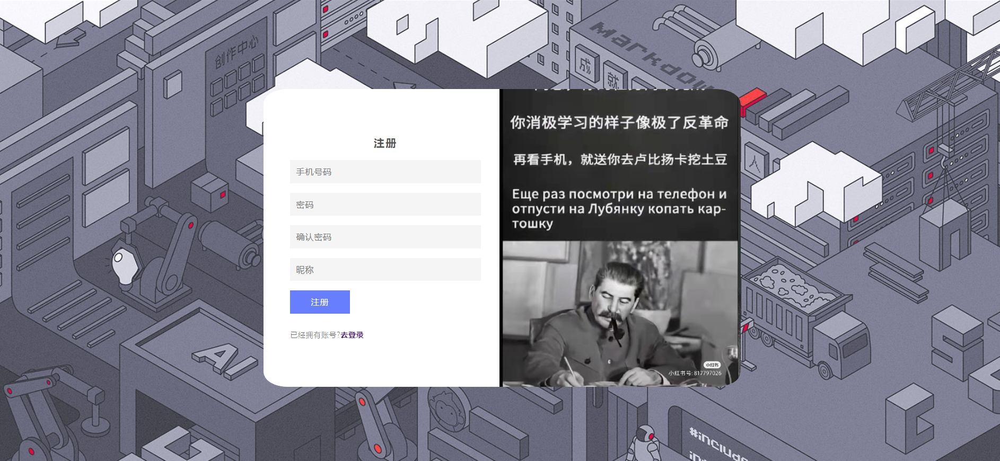 创作中心
Markdow
成
就
人
注册
手机号码
密码
确认密码
昵称
注册
已经拥有账号?去登录
你消极学习的样子像极了反革命
再看手机，就送你去卢比扬卡挖土豆
Еще раз посмотри на телефон и
отпусти на Лубянку копать кар-
тошку
小红书
小红书号: 817797026
AI
#include